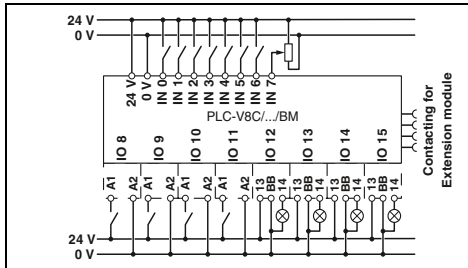 24 V
0 V
24 V
0 V
IN 0
IN 1
IN 2
IN 3
IN 4
IN 5
IN 6
IN 7
PLC-V8C/.../BM
IO 8
IO 9
IO 10
IO 11
IO 12
IO 13
IO 14
IO 15
Contacting for
Extension module
A1
A2
A1
A2
A1
A2
A1
A2
13
BB
14
13
BB
14
13
BB
14
13
BB
14
24 V
0 V